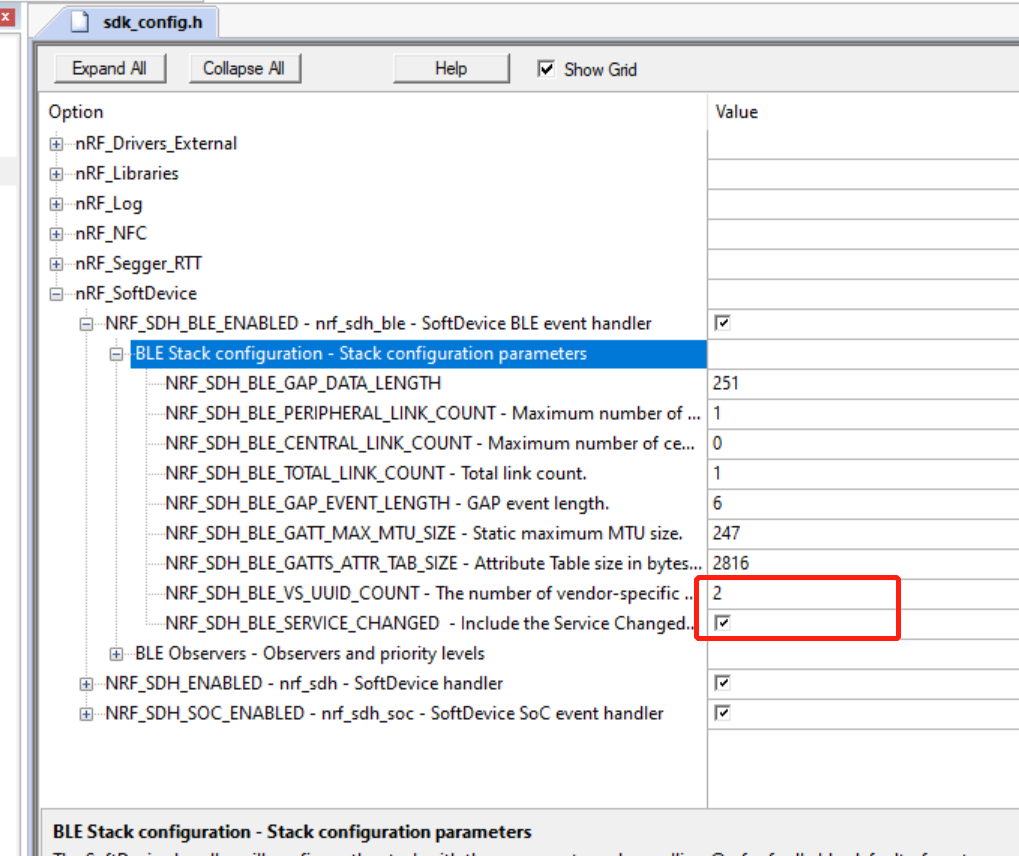 sdk_config.h
Expand All Collapse All Help Show Grid
Option Value
nRF_Drivers_External
nRF_Libraries
nRF_Log
nRF_NFC
nRF_Segger_RTT
nRF_SoftDevice
NRF_SDH_BLE_ENABLED - nrf_sdh_ble - SoftDevice BLE event handler
BLE Stack configuration - Stack configuration parameters
NRF_SDH_BLE_GAP_DATA_LENGTH 251
NRF_SDH_BLE_PERIPHERAL_LINK_COUNT - Maximum number of ... 1
NRF_SDH_BLE_CENTRAL_LINK_COUNT - Maximum number of ce... 0
NRF_SDH_BLE_TOTAL_LINK_COUNT - Total link count. 1
NRF_SDH_BLE_GAP_EVENT_LENGTH - GAP event length. 6
NRF_SDH_BLE_GATT_MAX_MTU_SIZE - Static maximum MTU size. 247
NRF_SDH_BLE_GATTS_ATTR_TAB_SIZE - Attribute Table size in bytes... 2816
NRF_SDH_BLE_VS_UUID_COUNT - The number of vendor-specific ... 2
NRF_SDH_BLE_SERVICE_CHANGED - Include the Service Changed...
BLE Observers - Observers and priority levels
NRF_SDH_ENABLED - nrf_sdh - SoftDevice handler
NRF_SDH_SOC_ENABLED - nrf_sdh_soc - SoftDevice SoC event handler
BLE Stack configuration - Stack configuration parameters